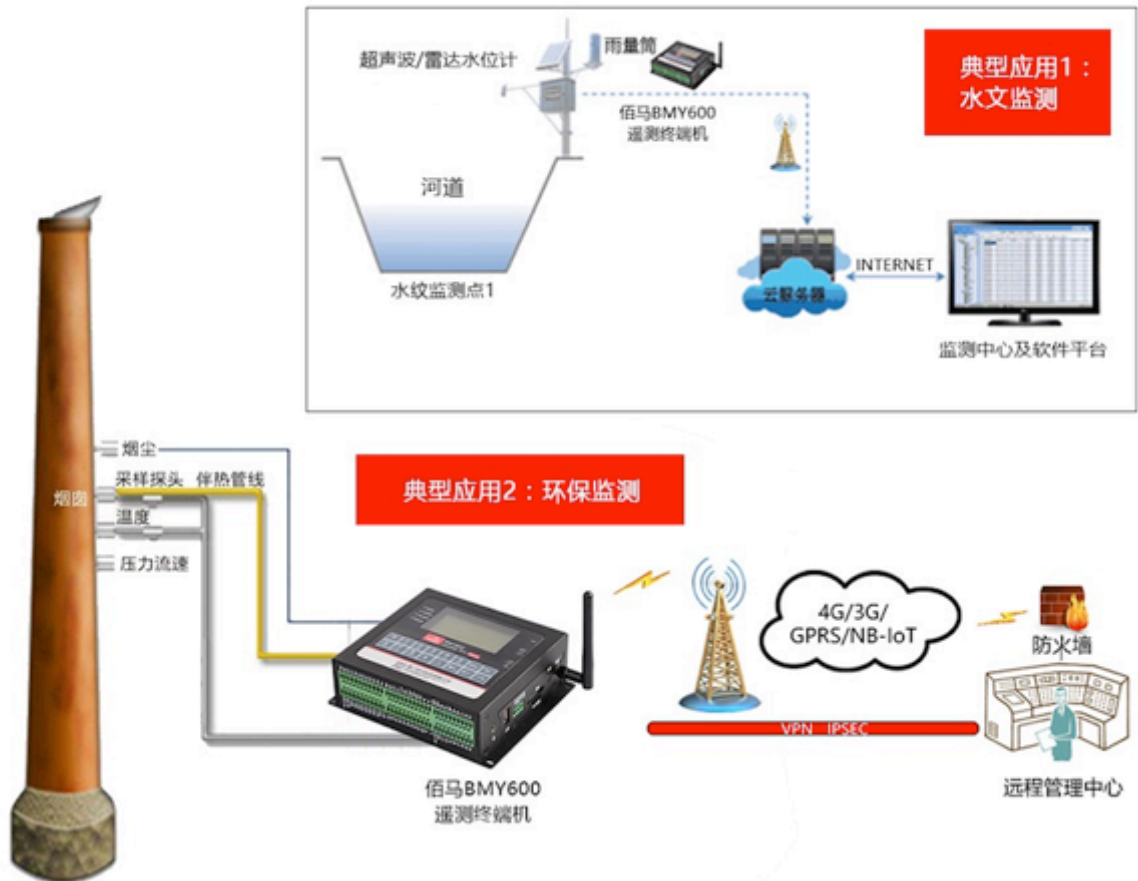 超声波/雷达水位计
雨量筒
佰马BMY600
遥测终端机
典型应用1：
水文监测
河道
水纹监测点1
云服务器
INTERNET
监测中心及软件平台
烟尘
采样探头 伴热管线
烟囱
温度
压力流速
典型应用2：环保监测
4G/3G/
GPRS/NB-IoT
防火墙
VPN IPSEC
佰马BMY600
遥测终端机
远程管理中心